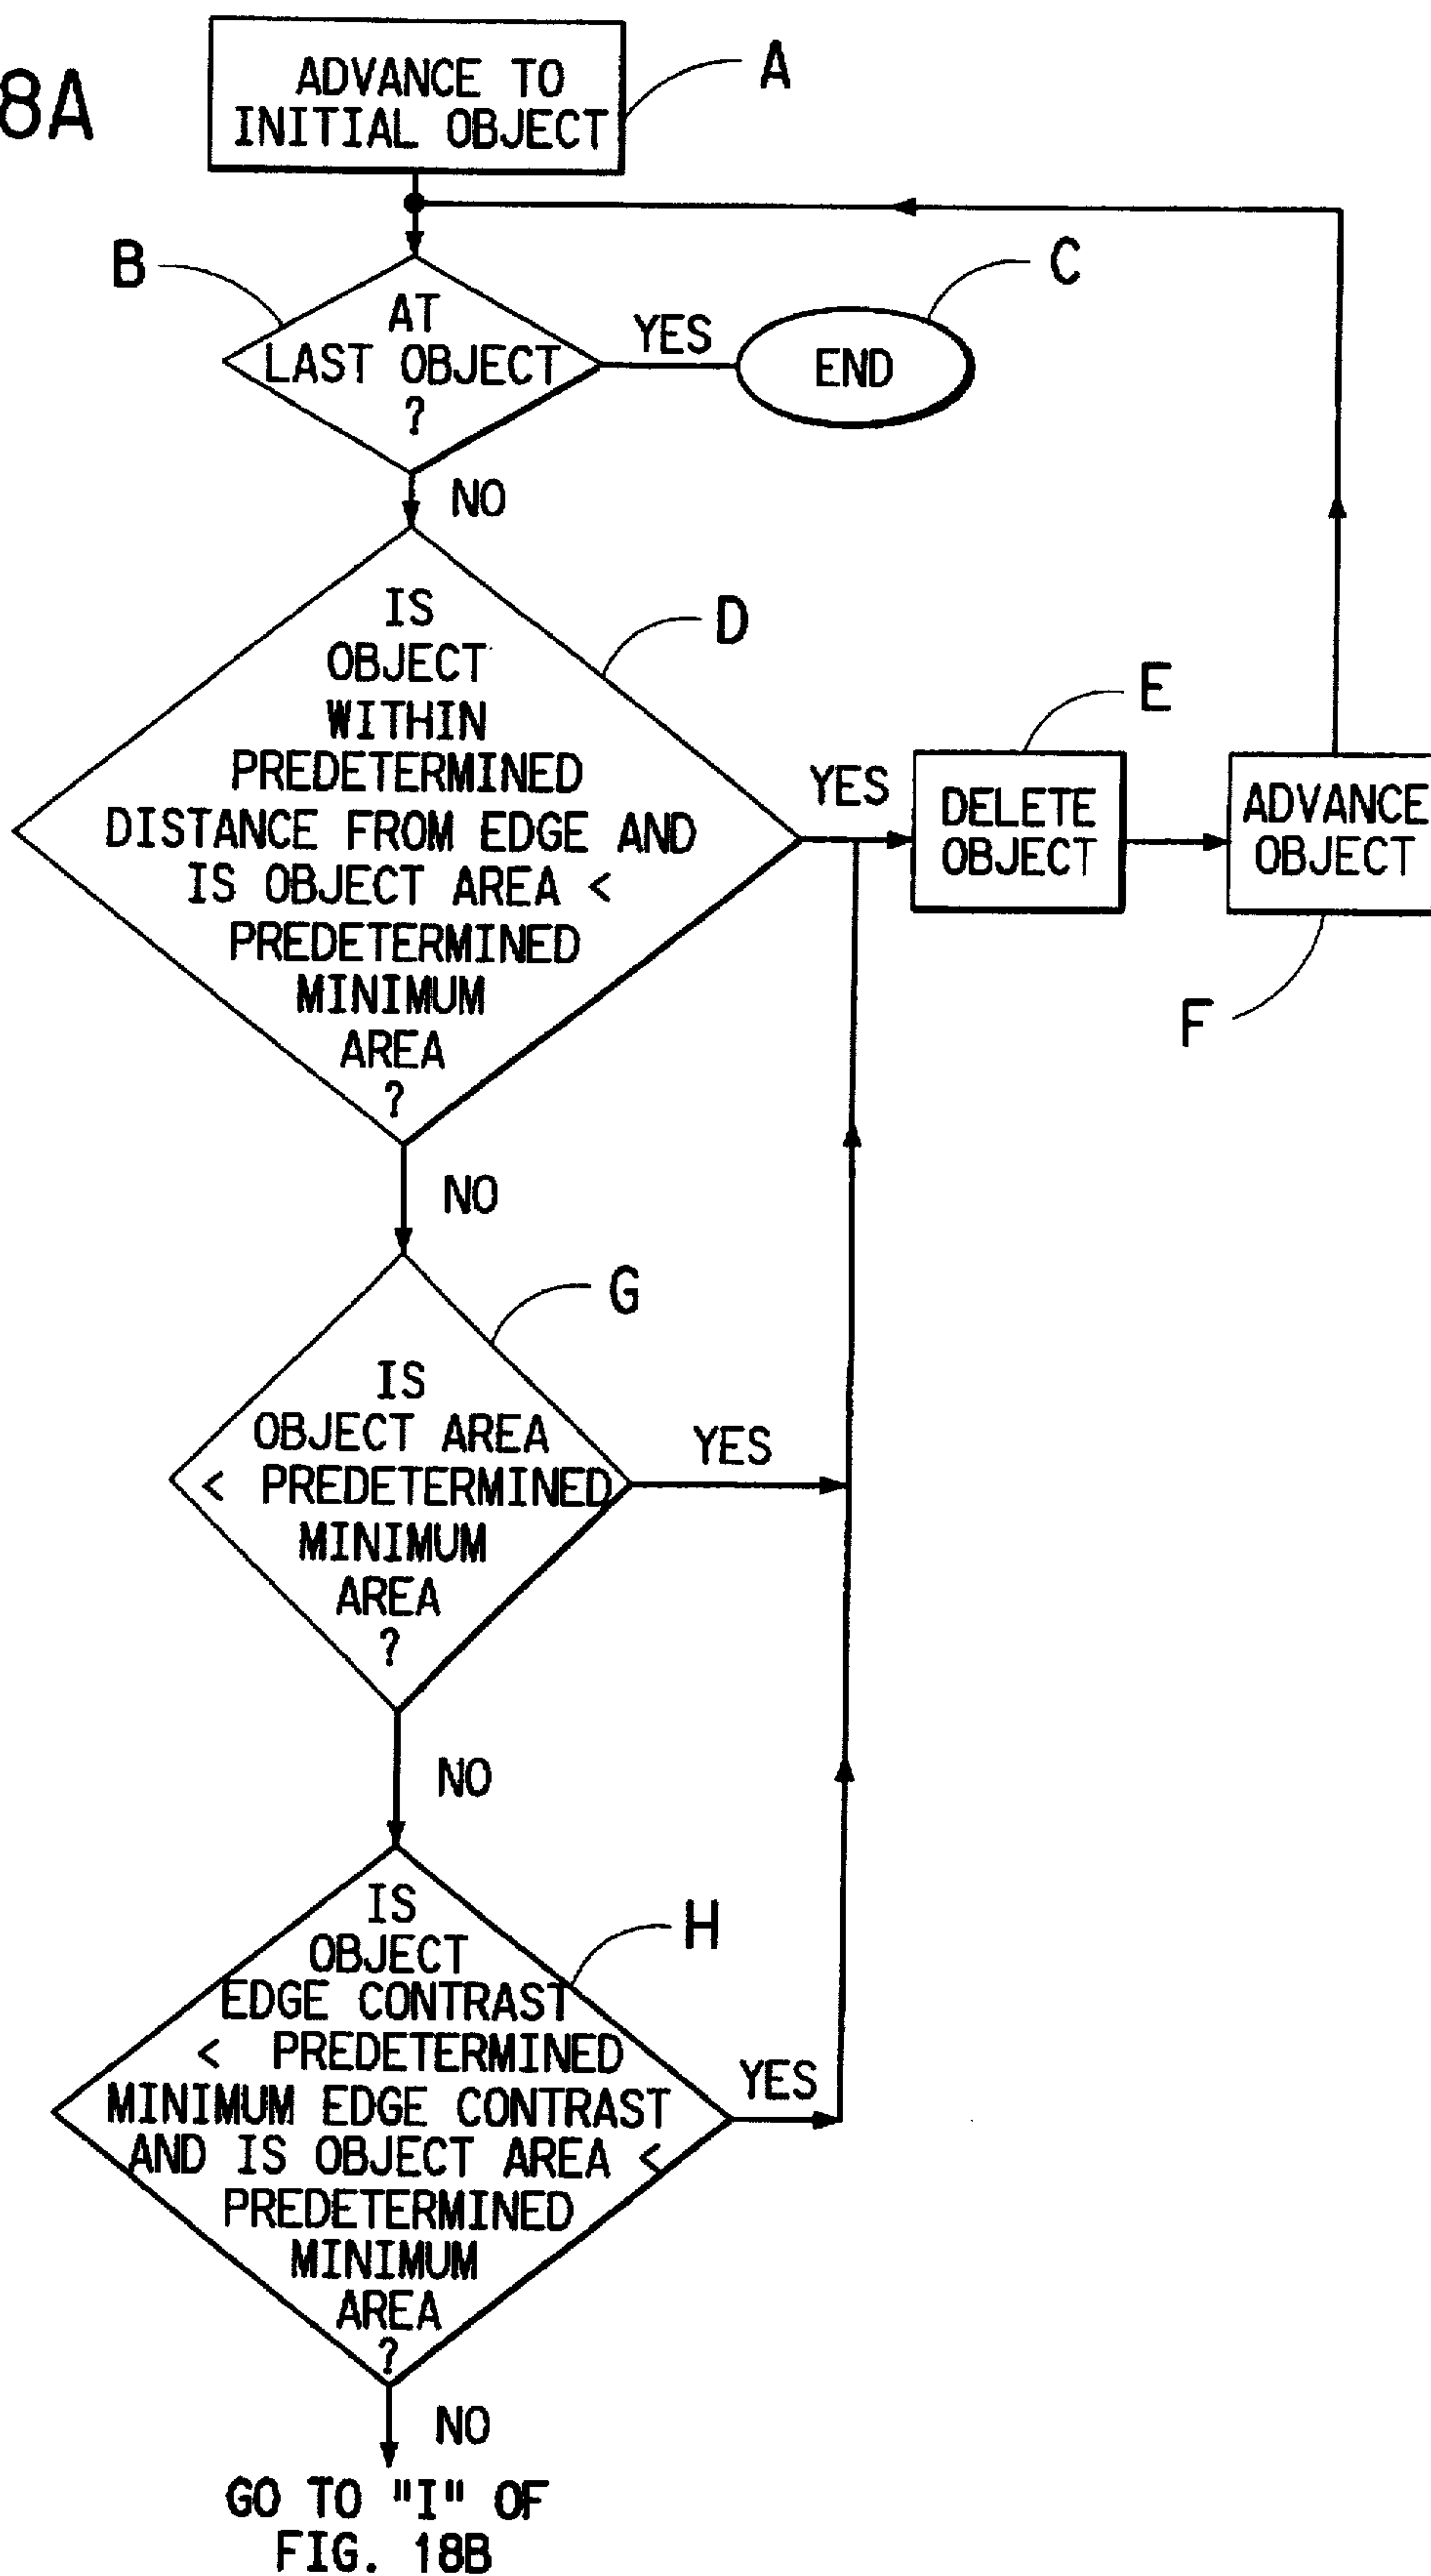 8A
ADVANCE TO
INITIAL OBJECT
A
B
AT
LAST OBJECT
?
YES
END
C
NO
IS
OBJECT
WITHIN
PREDETERMINED
DISTANCE FROM EDGE AND
IS OBJECT AREA <
PREDETERMINED
MINIMUM
AREA
?
D
YES
E
DELETE
OBJECT
ADVANCE
OBJECT
F
NO
G
IS
OBJECT AREA
< PREDETERMINED
MINIMUM
AREA
?
YES
NO
H
IS
OBJECT
EDGE CONTRAST
< PREDETERMINED
MINIMUM EDGE CONTRAST
AND IS OBJECT AREA <
PREDETERMINED
MINIMUM
AREA
?
YES
NO
GO TO "I" OF
FIG. 18B